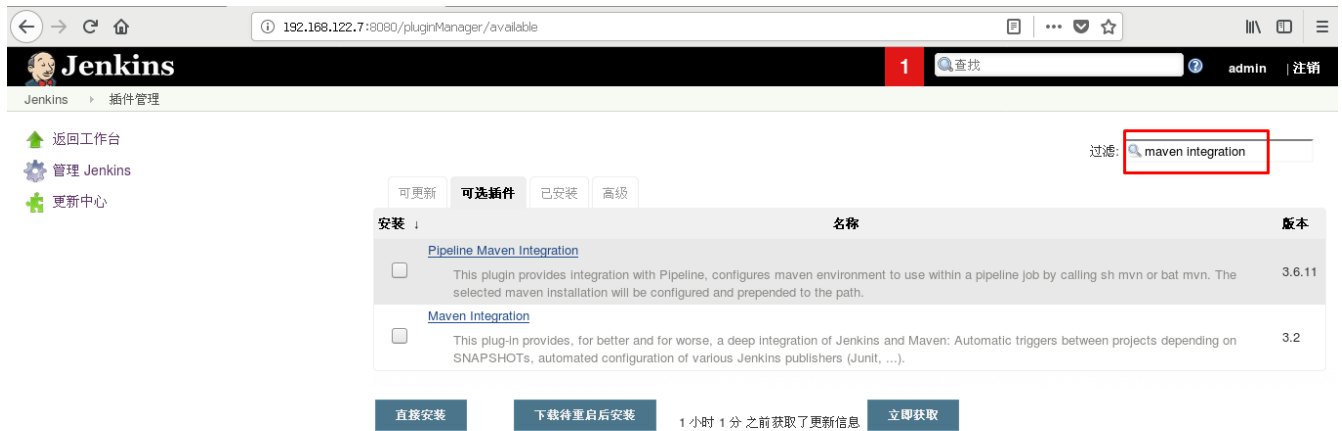 192.168.122.7:8080/pluginManager/available
Jenkins
1
查找
admin | 注销
Jenkins 插件管理
返回工作台
管理 Jenkins
更新中心
过滤: maven integration
可更新 可选插件 已安装 高级
安装 ↓ 名称 版本
Pipeline Maven Integration
This plugin provides integration with Pipeline, configures maven environment to use within a pipeline job by calling sh mvn or bat mvn. The
selected maven installation will be configured and prepended to the path.
3.6.11
Maven Integration
This plug-in provides, for better and for worse, a deep integration of Jenkins and Maven: Automatic triggers between projects depending on
SNAPSHOTs, automated configuration of various Jenkins publishers (Junit, ...).
3.2
直接安装 下载待重启后安装 1 小时 1 分 之前获取了更新信息 立即获取